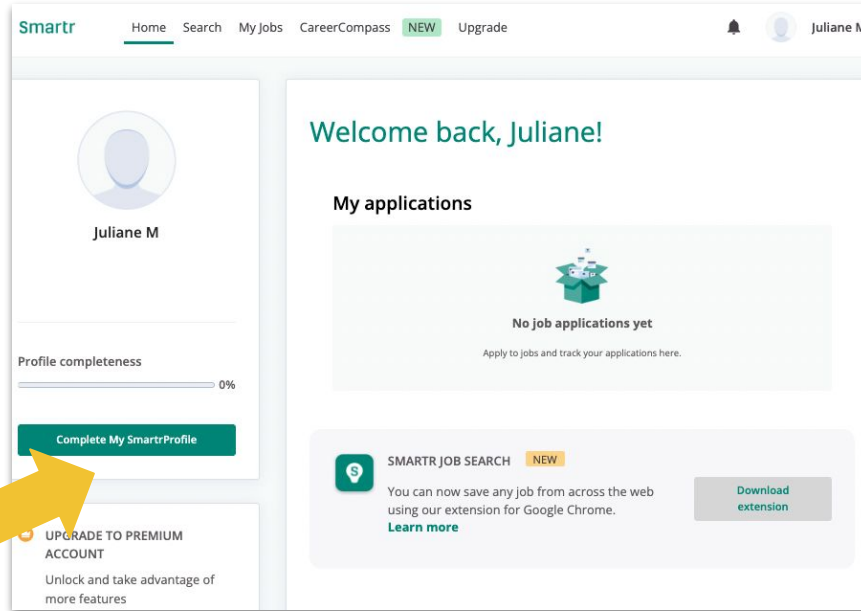 Smartr Home Search My Jobs CareerCompass NEW Upgrade Juliane M
Juliane M
Profile completeness
0%
Complete My SmartrProfile
UPGRADE TO PREMIUM
ACCOUNT
Unlock and take advantage of
more features
Welcome back, Juliane!
My applications
No job applications yet
Apply to jobs and track your applications here.
S
SMARTR JOB SEARCH NEW
You can now save any job from across the web
using our extension for Google Chrome.
Learn more
Download
extension